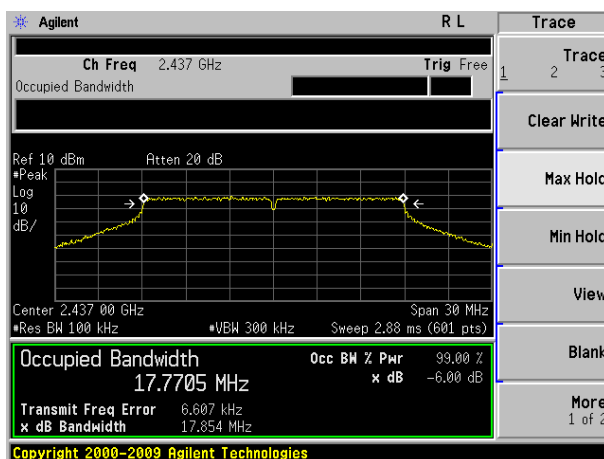 Agilent R L Trace
Ch Freq 2.437 GHz Trig Free
Occupied Bandwidth
Trace
1 2 3
Clear Write
Max Hold
Min Hold
View
Blank
More
1 of 2
Ref 10 dBm Atten 20 dB
#Peak
Log
10
dB/
Center 2.437 00 GHz Span 30 MHz
#Res BW 100 kHz #VBW 300 kHz Sweep 2.88 ms (601 pts)
Occupied Bandwidth Occ BW % Pwr 99.00 %
17.7705 MHz x dB -6.00 dB
Transmit Freq Error 6.607 kHz
x dB Bandwidth 17.854 MHz
Copyright 2000-2009 Agilent Technologies